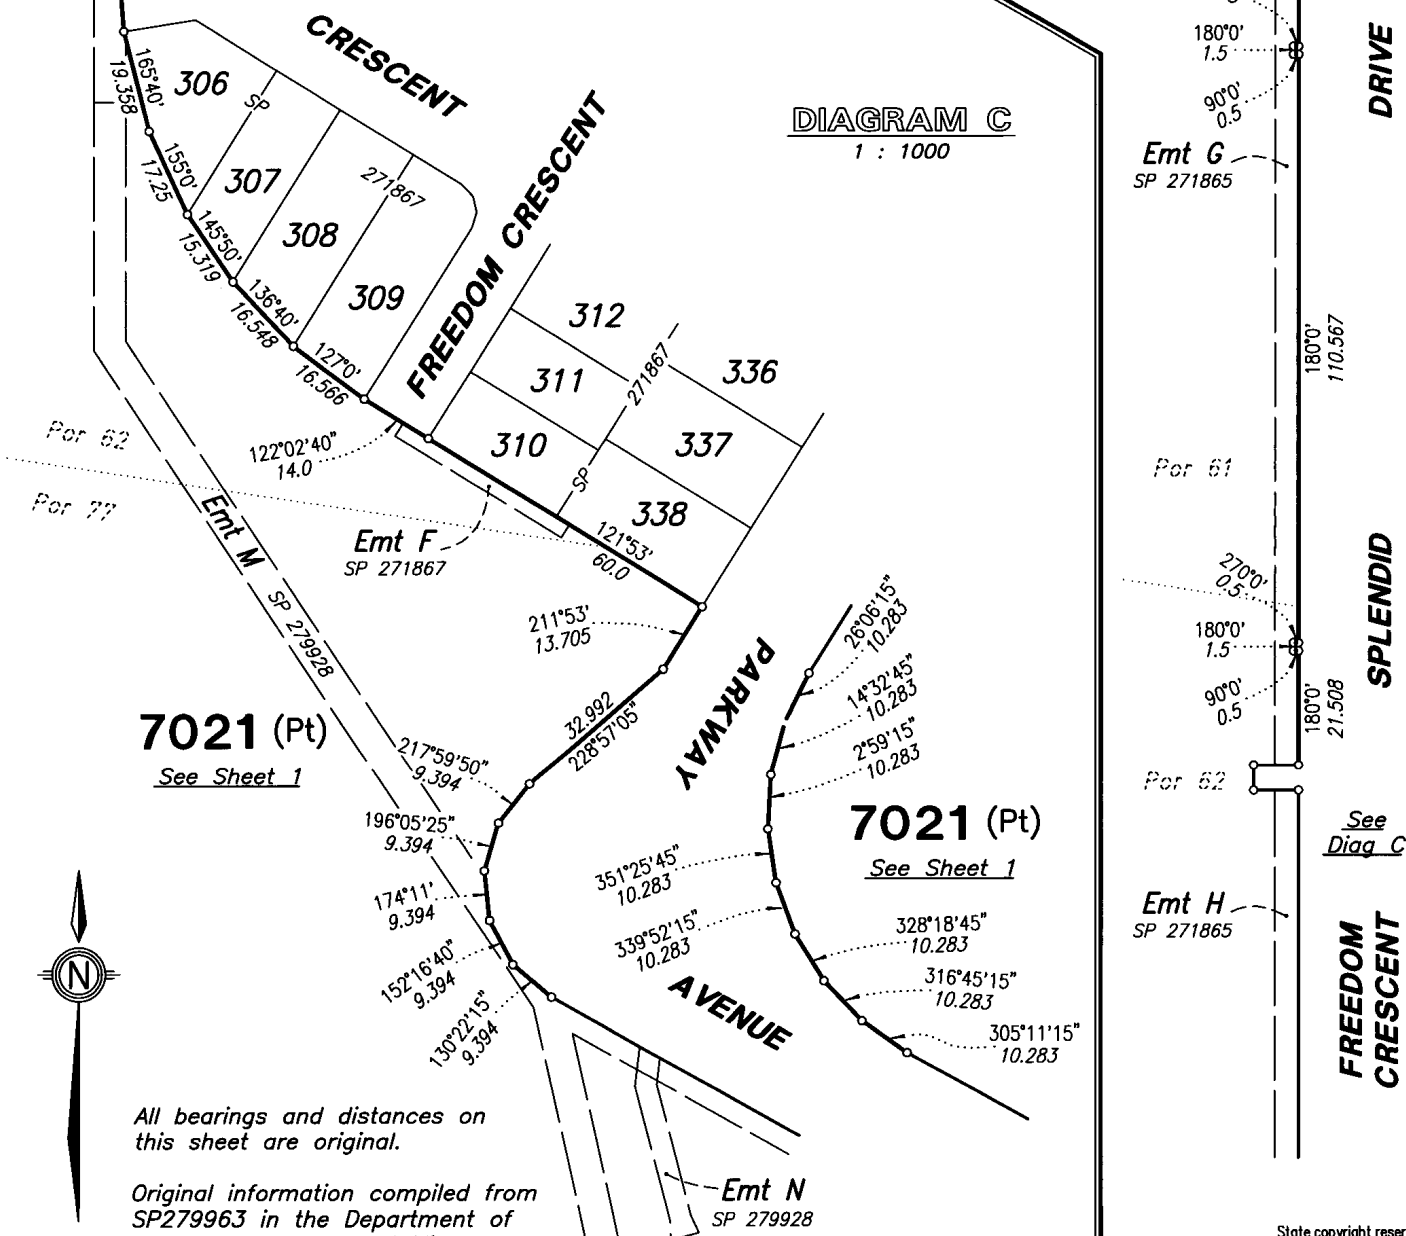 CRESCENT
306
SP
165°40'
19.358
307
155°0'
17.25
271867
308
145°50'
15.319
309
136°40'
16.548
127°0'
16.566
FREEDOM CRESCENT
DIAGRAM C
1 : 1000
312
311
310
271867
SP
336
337
338
122°02'40"
14.0
Por 62
Por 77
Emt M
SP 279928
Emt F
SP 271867
121°53'
60.0
211°53'
13.705
32.992
228°57'05"
PARKWAY
26°06'15"
10.283
14°32'45"
10.283
2°59'15"
10.283
7021 (Pt)
See Sheet 1
217°59'50"
9.394
196°05'25"
9.394
174°11'
9.394
152°16'40"
9.394
130°22'15"
9.394
351°25'45"
10.283
339°52'15"
10.283
7021 (Pt)
See Sheet 1
328°18'45"
10.283
316°45'15"
10.283
305°11'15"
10.283
AVENUE
N
Emt N
SP 279928
All bearings and distances on
this sheet are original.
Original information compiled from
SP279963 in the Department of
180°0'
1.5
90°0'
0.5
DRIVE
Emt G
SP 271865
180°0'
110.567
Por 61
270°0'
0.5
180°0'
1.5
90°0'
0.5
180°0'
21.508
SPLENDID
Por 62
See
Diag C
Emt H
SP 271865
FREEDOM
CRESCENT
State copyright reser